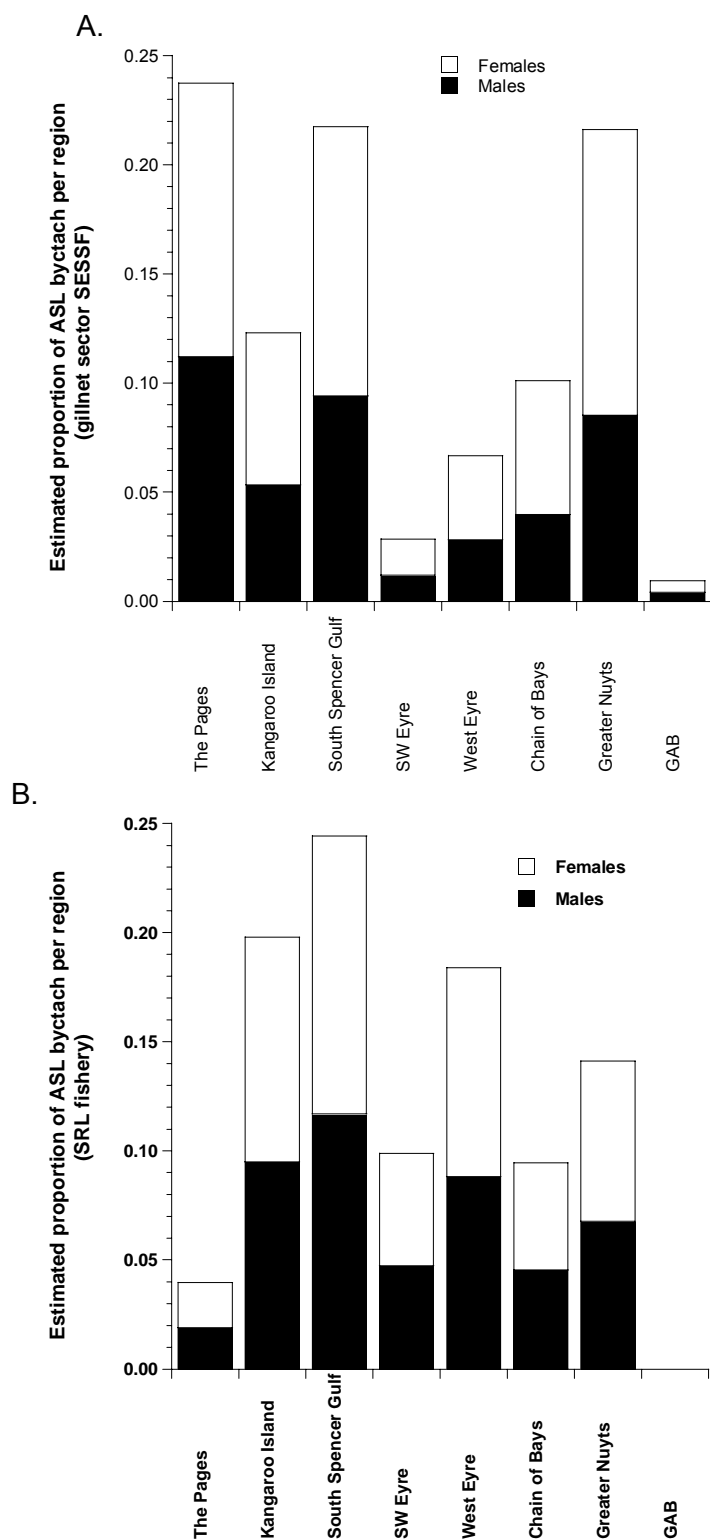 A.
Estimated proportion of ASL byctach per region
(gillnet sector SESSF)
0.25
0.20
0.15
0.10
0.05
0.00
Females
Males
The Pages
Kangaroo Island
South Spencer Gulf
SW Eyre
West Eyre
Chain of Bays
Greater Nuyts
GAB
B.
Estimated proportion of ASL byctach per region
(SRL fishery)
0.25
0.20
0.15
0.10
0.05
0.00
Females
Males
The Pages
Kangaroo Island
South Spencer Gulf
SW Eyre
West Eyre
Chain of Bays
Greater Nuyts
GAB